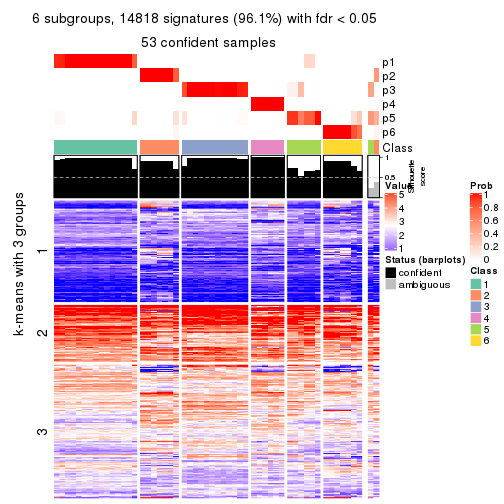 6 subgroups, 14818 signatures (96.1%) with fdr < 0.05
53 confident samples
p1
p2
p3
p4
p5
p6
Class
1
0.5
Silhouette
score
k-means with 3 groups
1
2
3
Value
5
4
3
2
1
Status (barplots)
confident
ambiguous
Prob
1
0.8
0.6
0.4
0.2
0
Class
1
2
3
4
5
6